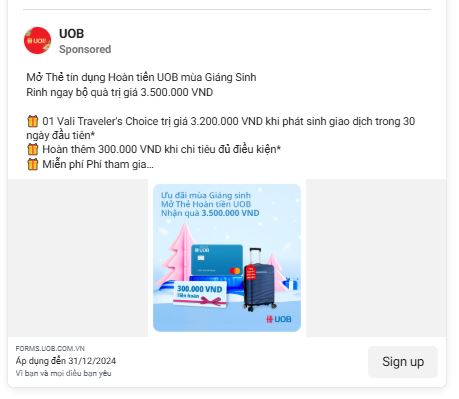 UOB
UOB
Sponsored
Mở Thẻ tín dụng Hoàn tiền UOB mùa Giáng Sinh
Rinh ngay bộ quà trị giá 3.500.000 VND
🎁 01 Vali Traveler's Choice trị giá 3.200.000 VND khi phát sinh giao dịch trong 30
ngày đầu tiên*
🎁 Hoàn thêm 300.000 VND khi chi tiêu đủ điều kiện*
🎁 Miễn phí Phí tham gia...
Ưu đãi mùa Giáng sinh
Mở Thẻ Hoàn tiền UOB
Nhận quà 3.500.000 VND
UOB
300.000 VND
Tiền hoàn
UOB
FORMS.UOB.COM.VN
Áp dụng đến 31/12/2024
Vì bạn và mọi điều bạn yêu
Sign up